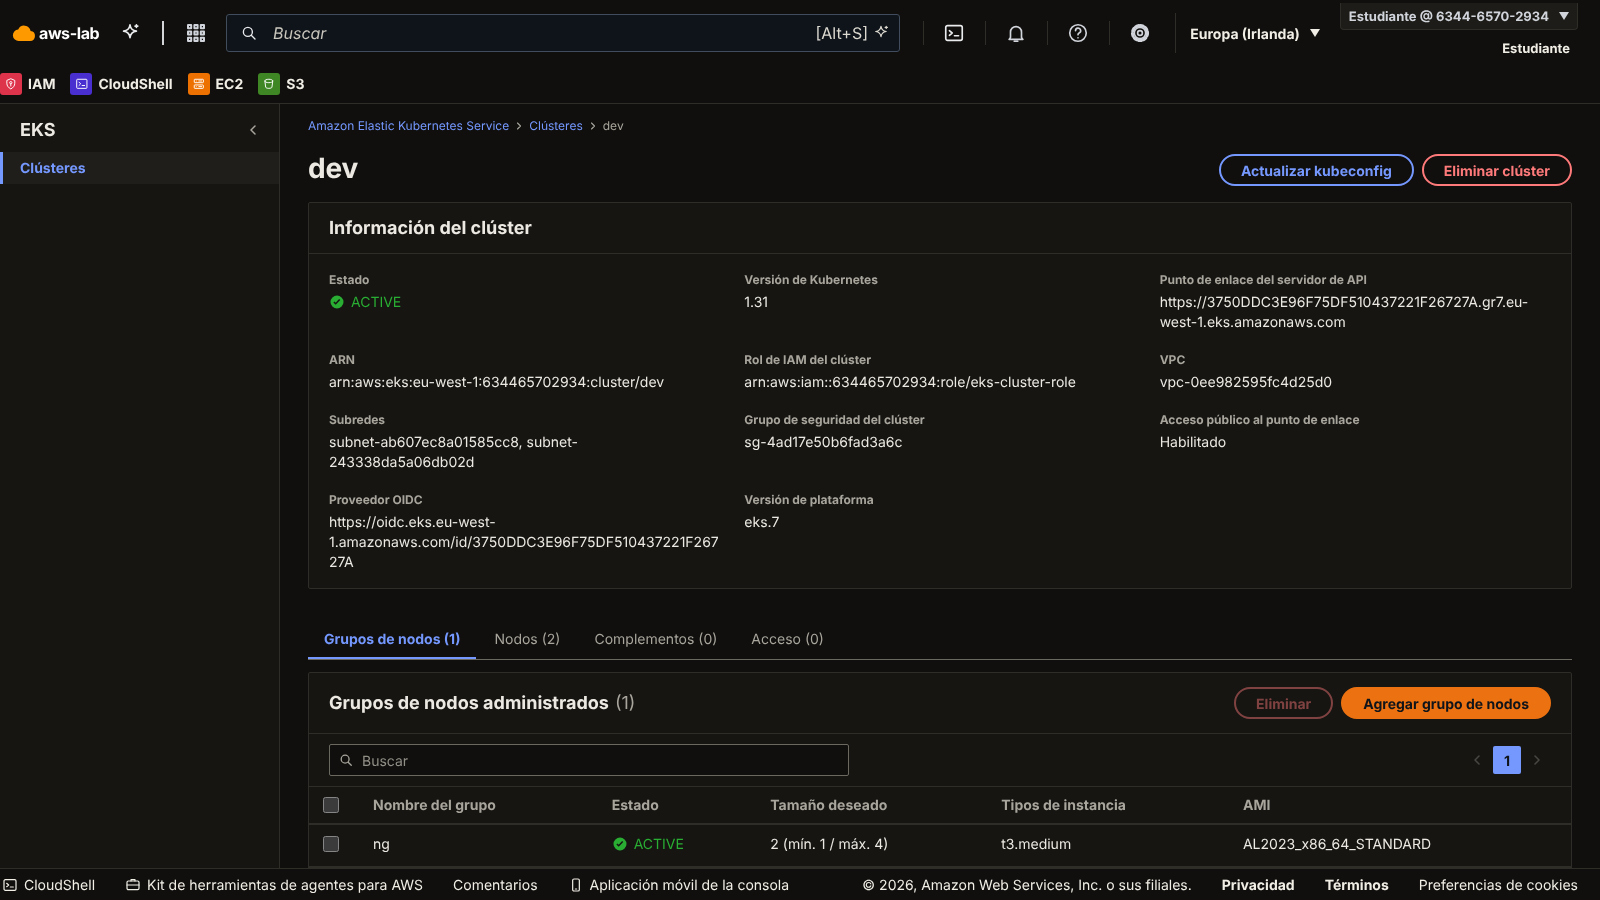 aws-lab
Buscar
[Alt+S]
Europa (Irlanda)
Estudiante @ 6344-6570-2934
Estudiante
IAM
CloudShell
EC2
S3
EKS
Clústeres
Amazon Elastic Kubernetes Service
Clústeres
dev
dev
Actualizar kubeconfig
Eliminar clúster
Información del clúster
Estado
ACTIVE
Versión de Kubernetes
1.31
Punto de enlace del servidor de API
https://3750DDC3E96F75DF510437221F26727A.gr7.eu-
west-1.eks.amazonaws.com
ARN
arn:aws:eks:eu-west-1:634465702934:cluster/dev
Rol de IAM del clúster
arn:aws:iam::634465702934:role/eks-cluster-role
VPC
vpc-0ee982595fc4d25d0
Subredes
subnet-ab607ec8a01585cc8, subnet-
243338da5a06db02d
Grupo de seguridad del clúster
sg-4ad17e50b6fad3a6c
Acceso público al punto de enlace
Habilitado
Proveedor OIDC
https://oidc.eks.eu-west-
1.amazonaws.com/id/3750DDC3E96F75DF510437221F267
27A
Versión de plataforma
eks.7
Grupos de nodos (1)
Nodos (2)
Complementos (0)
Acceso (0)
Grupos de nodos administrados (1)
Eliminar
Agregar grupo de nodos
Buscar
1
Nombre del grupo
Estado
Tamaño deseado
Tipos de instancia
AMI
ng
ACTIVE
2 (mín. 1 / máx. 4)
t3.medium
AL2023_x86_64_STANDARD
CloudShell
Kit de herramientas de agentes para AWS
Comentarios
Aplicación móvil de la consola
© 2026, Amazon Web Services, Inc. o sus filiales.
Privacidad
Términos
Preferencias de cookies